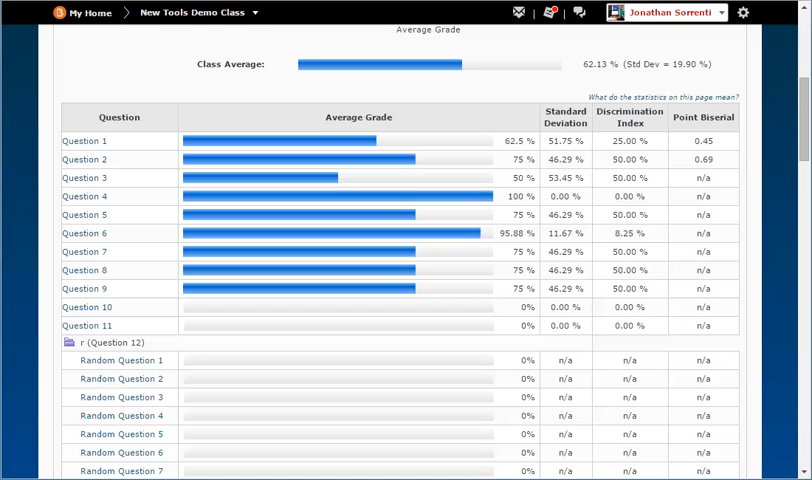 My Home
New Tools Demo Class
Jonathan Sorrenti
Average Grade
Class Average: 62.13 % (Std Dev = 19.90 %)
What do the statistics on this page mean?
Question Average Grade Standard Deviation Discrimination Index Point Biserial
Question 1 62.5 % 51.75 % 25.00 % 0.45
Question 2 75 % 46.29 % 50.00 % 0.69
Question 3 50 % 53.45 % 50.00 % n/a
Question 4 100 % 0.00 % 0.00 % n/a
Question 5 75 % 46.29 % 50.00 % n/a
Question 6 95.88 % 11.67 % 8.25 % n/a
Question 7 75 % 46.29 % 50.00 % n/a
Question 8 75 % 46.29 % 50.00 % n/a
Question 9 75 % 46.29 % 50.00 % n/a
Question 10 0% 0.00 % 0.00 % n/a
Question 11 0% 0.00 % 0.00 % n/a
r (Question 12)
Random Question 1 0% n/a n/a n/a
Random Question 2 0% n/a n/a n/a
Random Question 3 0% n/a n/a n/a
Random Question 4 0% n/a n/a n/a
Random Question 5 0% n/a n/a n/a
Random Question 6 0% n/a n/a n/a
Random Question 7 0% n/a n/a n/a